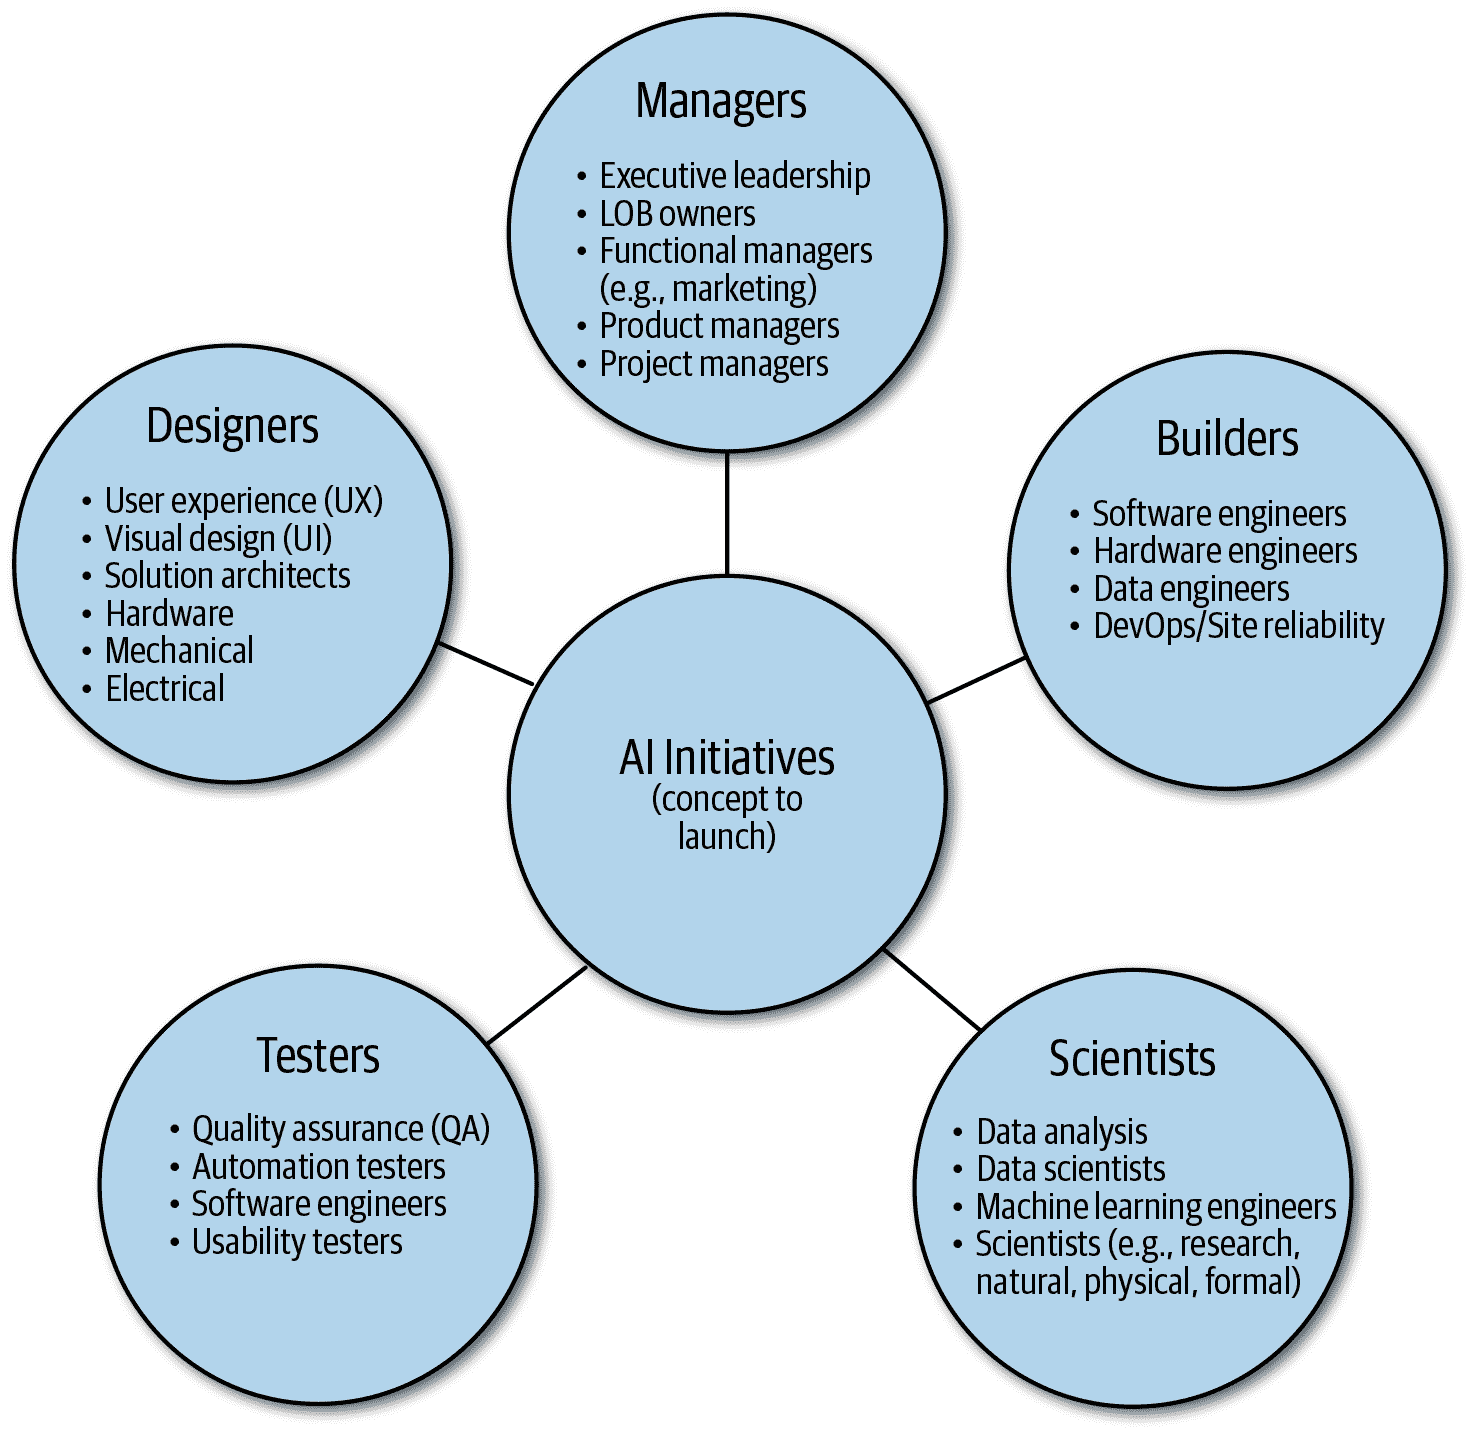 Managers
• Executive leadership
• LOB owners
• Functional managers
(e.g., marketing)
• Product managers
• Project managers
Designers
• User experience (UX)
• Visual design (UI)
• Solution architects
• Hardware
• Mechanical
• Electrical
Builders
• Software engineers
• Hardware engineers
• Data engineers
• DevOps/Site reliability
AI Initiatives
(concept to
launch)
Testers
• Quality assurance (QA)
• Automation testers
• Software engineers
• Usability testers
Scientists
• Data analysis
• Data scientists
• Machine learning engineers
• Scientists (e.g., research,
natural, physical, formal)